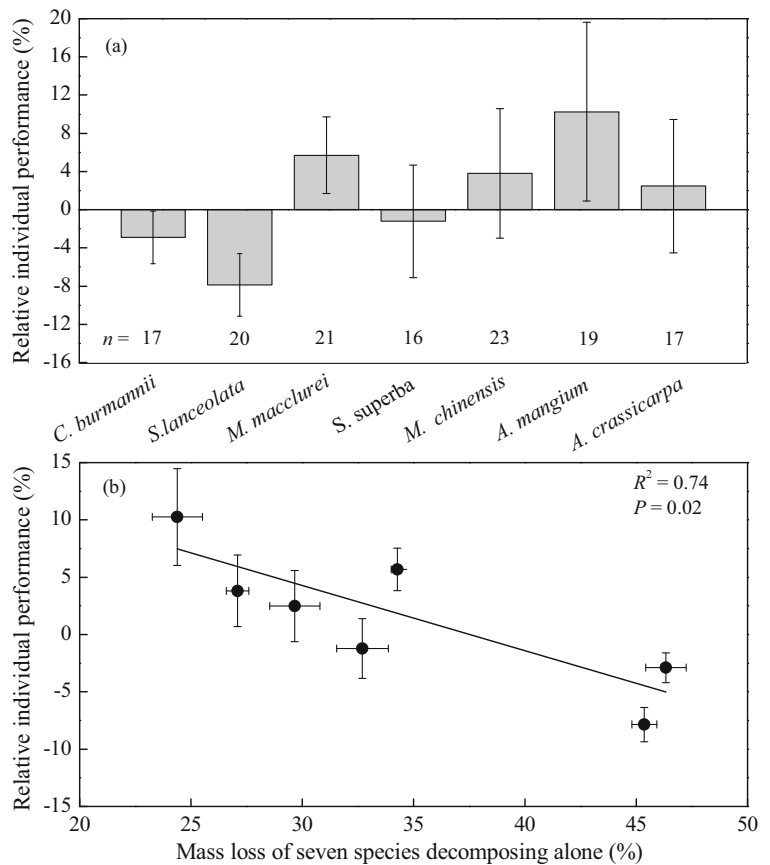 Relative individual performance (%)
20
16
12
8
4
0
-4
-8
-12
-16
(a)
n = 17 20 21 16 23 19 17
C. burmannii
S.lanceolata
M. macclurei
S. superba
M. chinensis
A. mangium
A. crassicarpa
Relative individual performance (%)
15
10
5
0
-5
-10
-15
(b)
R² = 0.74
P = 0.02
20 25 30 35 40 45 50
Mass loss of seven species decomposing alone (%)